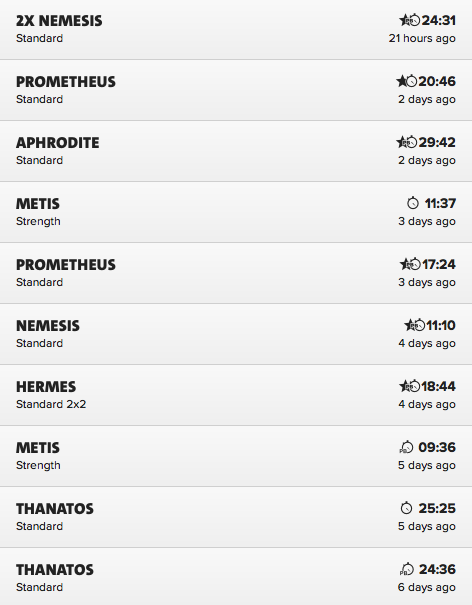 2X NEMESIS
24:31
Standard
21 hours ago
PROMETHEUS
20:46
Standard
2 days ago
APHRODITE
29:42
Standard
2 days ago
METIS
11:37
Strength
3 days ago
PROMETHEUS
17:24
Standard
3 days ago
NEMESIS
11:10
Standard
4 days ago
HERMES
18:44
Standard 2x2
4 days ago
METIS
PB 09:36
Strength
5 days ago
THANATOS
25:25
Standard
5 days ago
THANATOS
PB 24:36
Standard
6 days ago